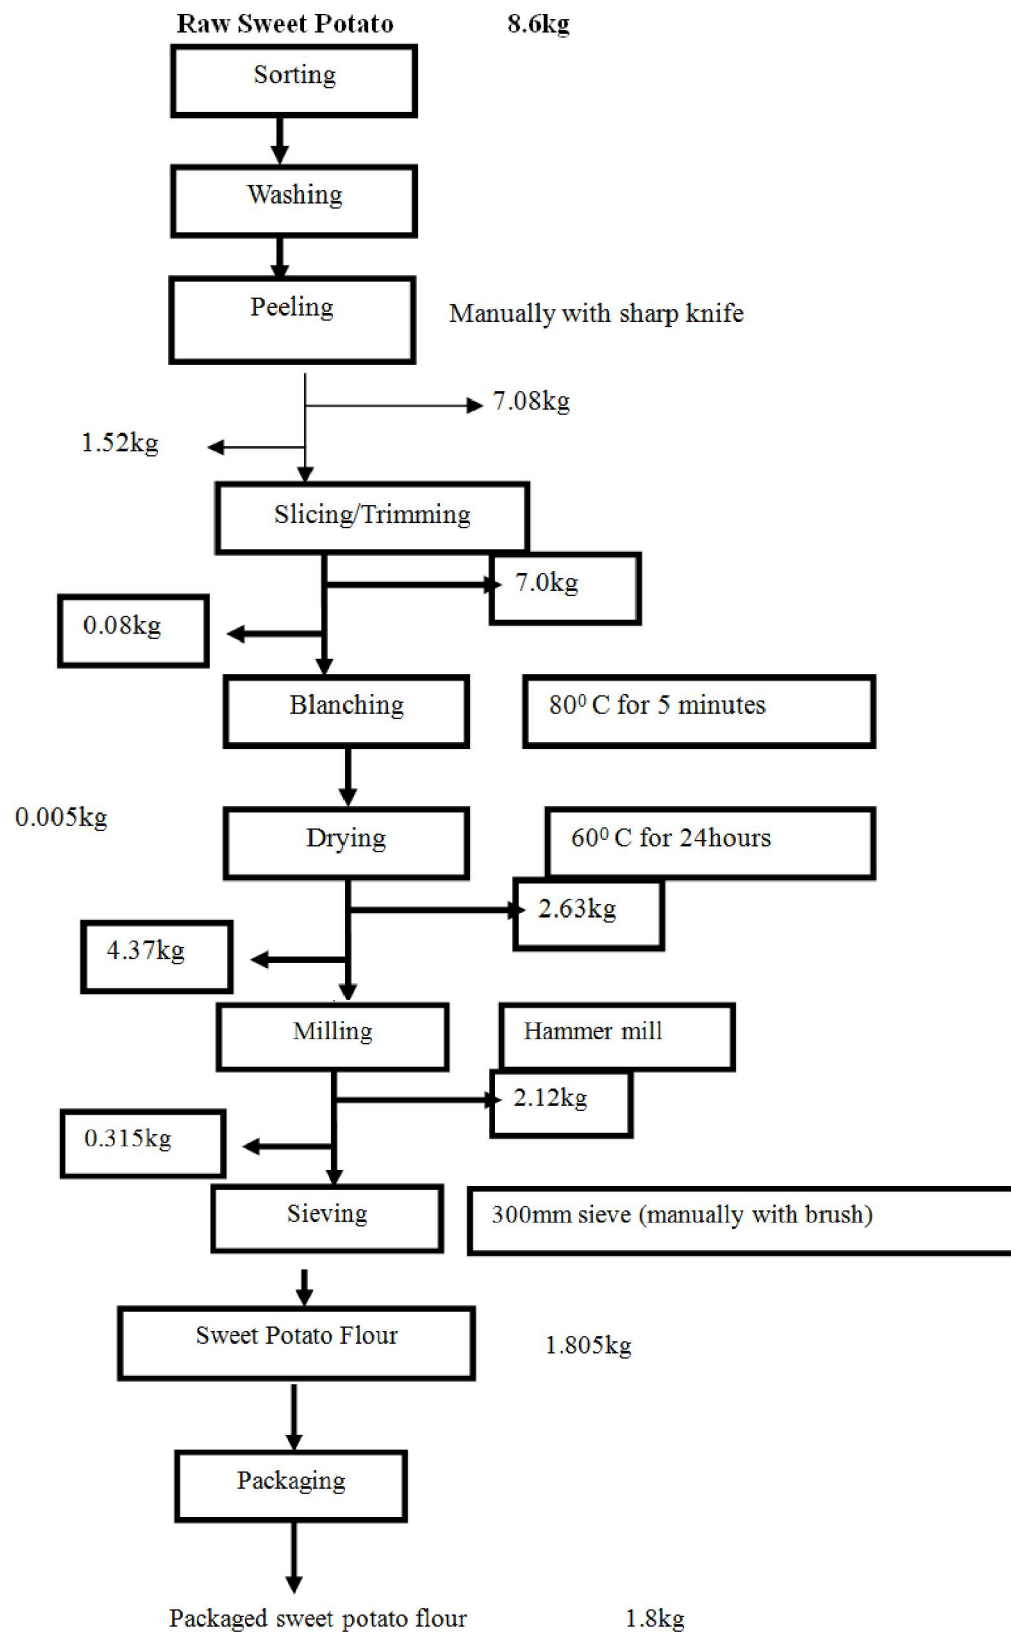 Raw Sweet Potato 8.6kg
Sorting
Washing
Peeling
Manually with sharp knife
7.08kg
1.52kg
Slicing/Trimming
7.0kg
0.08kg
Blanching
80⁰ C for 5 minutes
0.005kg
Drying
60⁰ C for 24hours
2.63kg
4.37kg
Milling
Hammer mill
2.12kg
0.315kg
Sieving
300mm sieve (manually with brush)
Sweet Potato Flour
1.805kg
Packaging
Packaged sweet potato flour 1.8kg